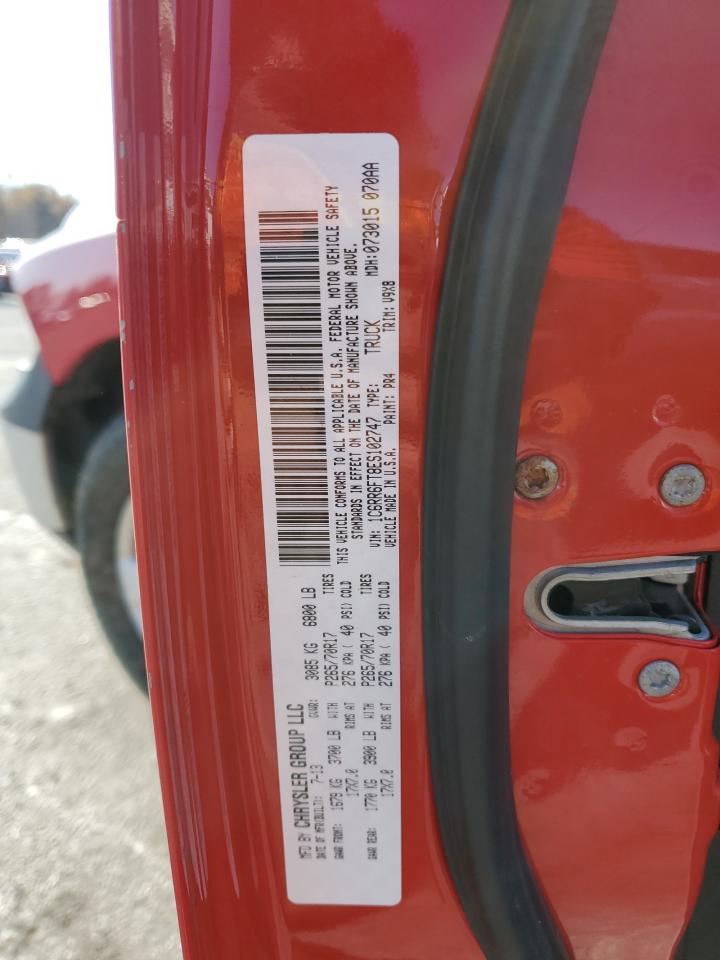 MFD BY CHRYSLER GROUP LLC
DATE OF MFR(BUILT): 7-13 GVWR: 3085 KG 6800 LB
GAWR FRONT: 1679 KG 3700 LB WITH P265/70R17 TIRES
17X7.0 RIMS AT 276 KPA ( 40 PSI) COLD
GAWR REAR: 1770 KG 3900 LB WITH P265/70R17 TIRES
17X7.0 RIMS AT 276 KPA ( 40 PSI) COLD
THIS VEHICLE CONFORMS TO ALL APPLICABLE U.S.A. FEDERAL MOTOR VEHICLE SAFETY
STANDARDS IN EFFECT ON THE DATE OF MANUFACTURE SHOWN ABOVE.
VIN: 1C6RR6FT8ES102747 TYPE: TRUCK MDH:073015 070AA
VEHICLE MADE IN U.S.A. PAINT: PR4 TRIM: V9X8